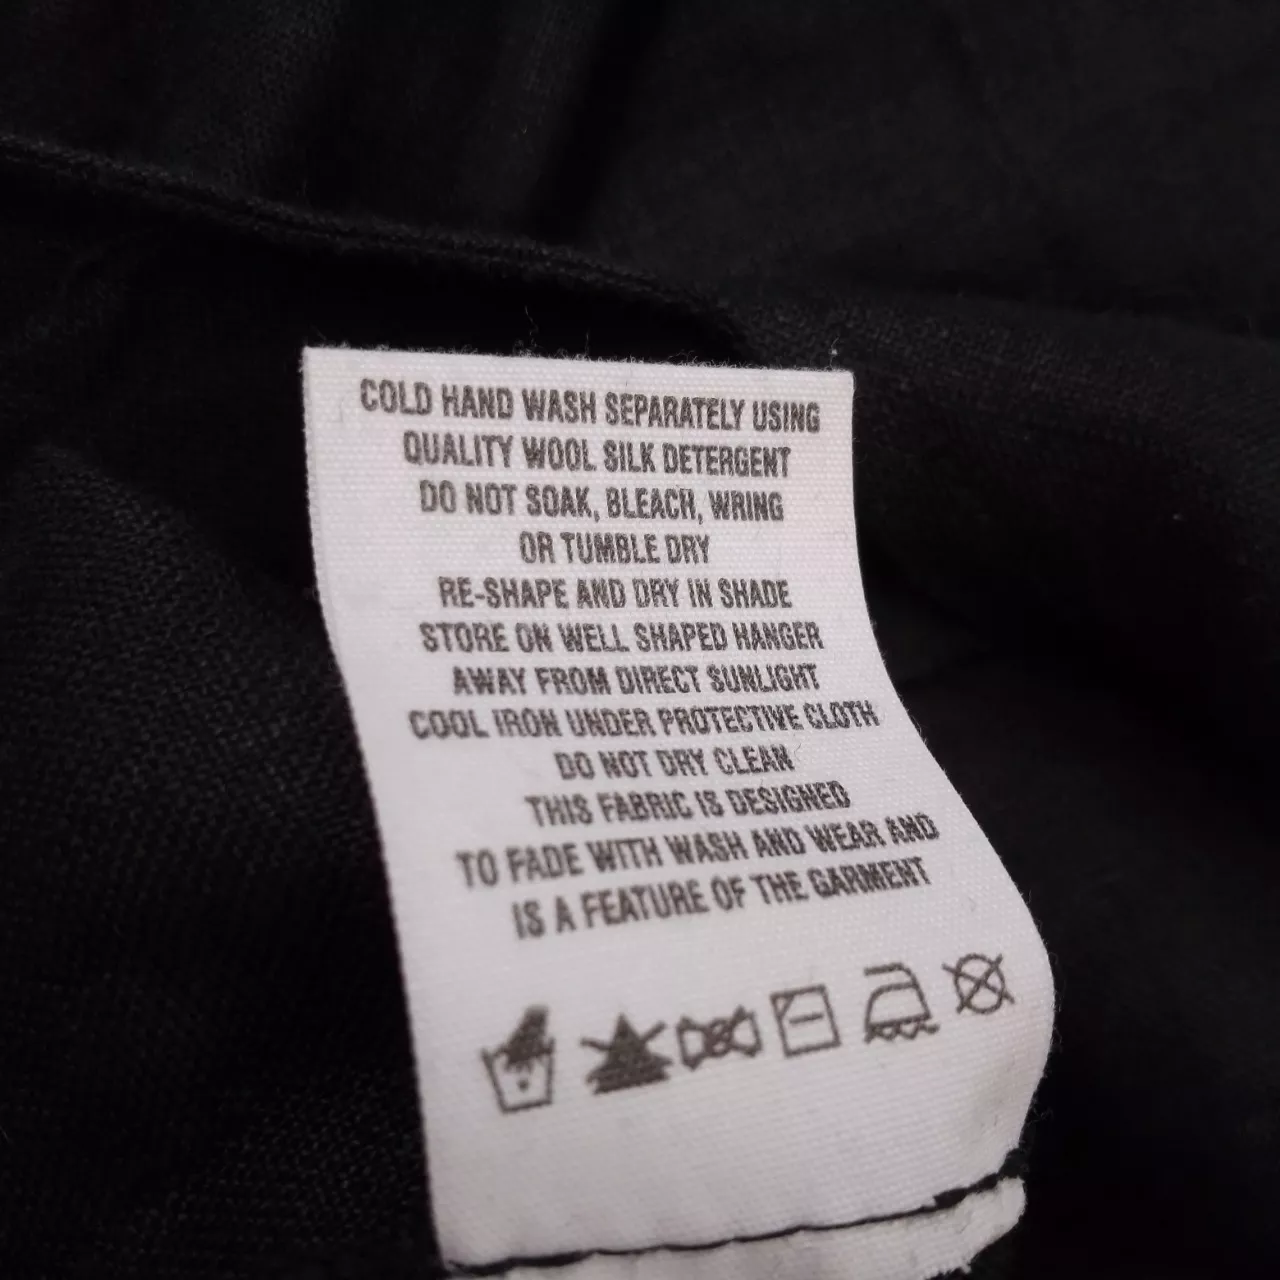 COLD HAND WASH SEPARATELY USING
QUALITY WOOL SILK DETERGENT
DO NOT SOAK, BLEACH, WRING
OR TUMBLE DRY
RE-SHAPE AND DRY IN SHADE
STORE ON WELL SHAPED HANGER
AWAY FROM DIRECT SUNLIGHT
COOL IRON UNDER PROTECTIVE CLOTH
DO NOT DRY CLEAN
THIS FABRIC IS DESIGNED
TO FADE WITH WASH AND WEAR AND
IS A FEATURE OF THE GARMENT